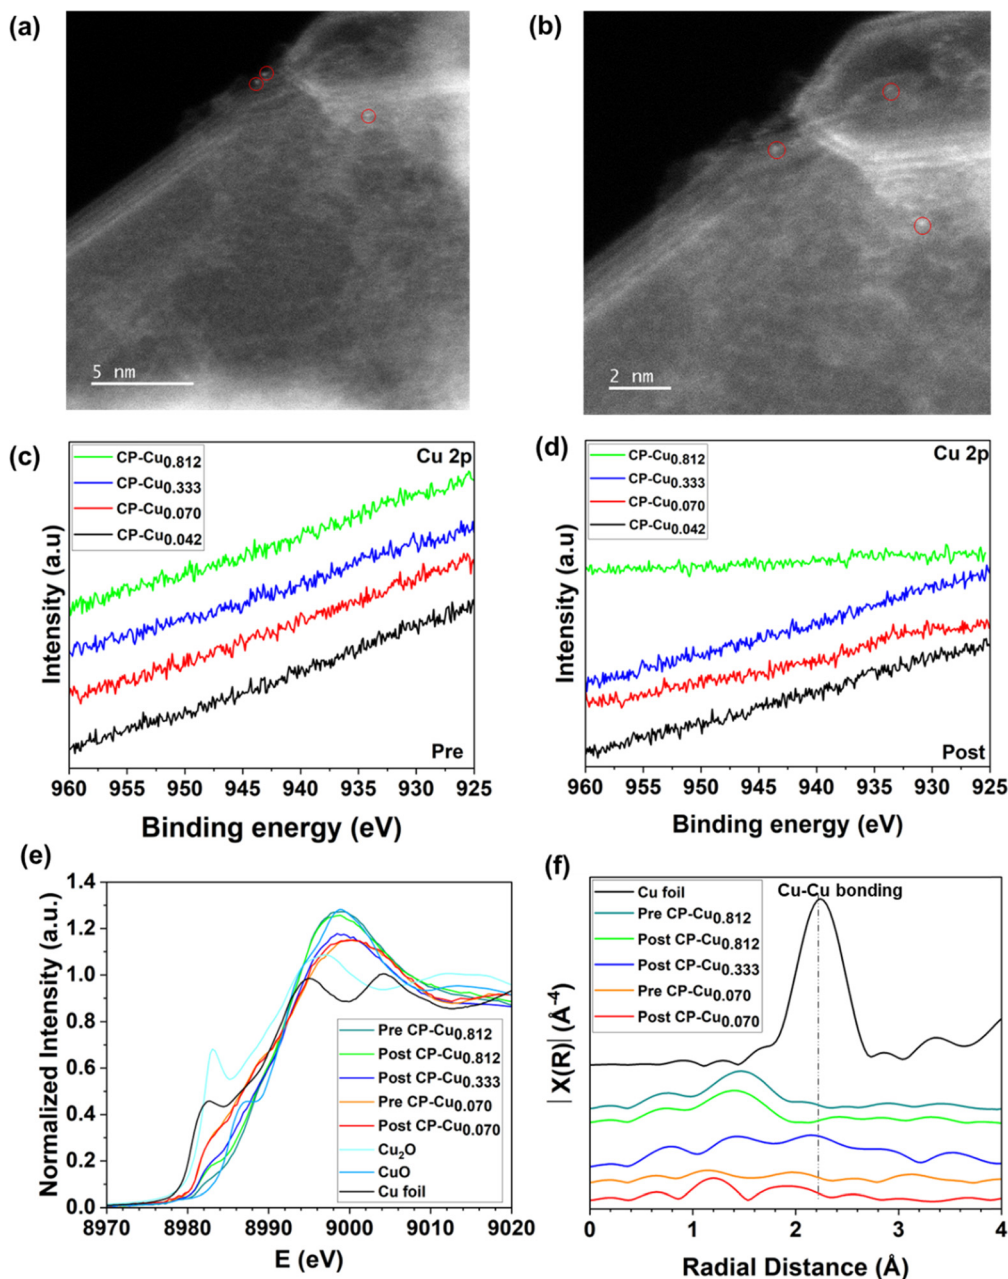 (a)
(b)
5 nm
2 nm
(c)
CP-Cu0.812
CP-Cu0.333
CP-Cu0.070
CP-Cu0.042
Cu 2p
Intensity (a.u)
Pre
960 955 950 945 940 935 930 925
Binding energy (eV)
(d)
CP-Cu0.812
CP-Cu0.333
CP-Cu0.070
CP-Cu0.042
Cu 2p
Intensity (a.u)
Post
960 955 950 945 940 935 930 925
Binding energy (eV)
(e)
Normalized Intensity (a.u.)
1.4
1.2
1.0
0.8
0.6
0.4
0.2
0.0
Pre CP-Cu0.812
Post CP-Cu0.812
Post CP-Cu0.333
Pre CP-Cu0.070
Post CP-Cu0.070
Cu2O
CuO
Cu foil
8970 8980 8990 9000 9010 9020
E (eV)
(f)
| X(R)| (Å-4)
Cu foil
Pre CP-Cu0.812
Post CP-Cu0.812
Post CP-Cu0.333
Pre CP-Cu0.070
Post CP-Cu0.070
Cu-Cu bonding
0 1 2 3 4
Radial Distance (Å)